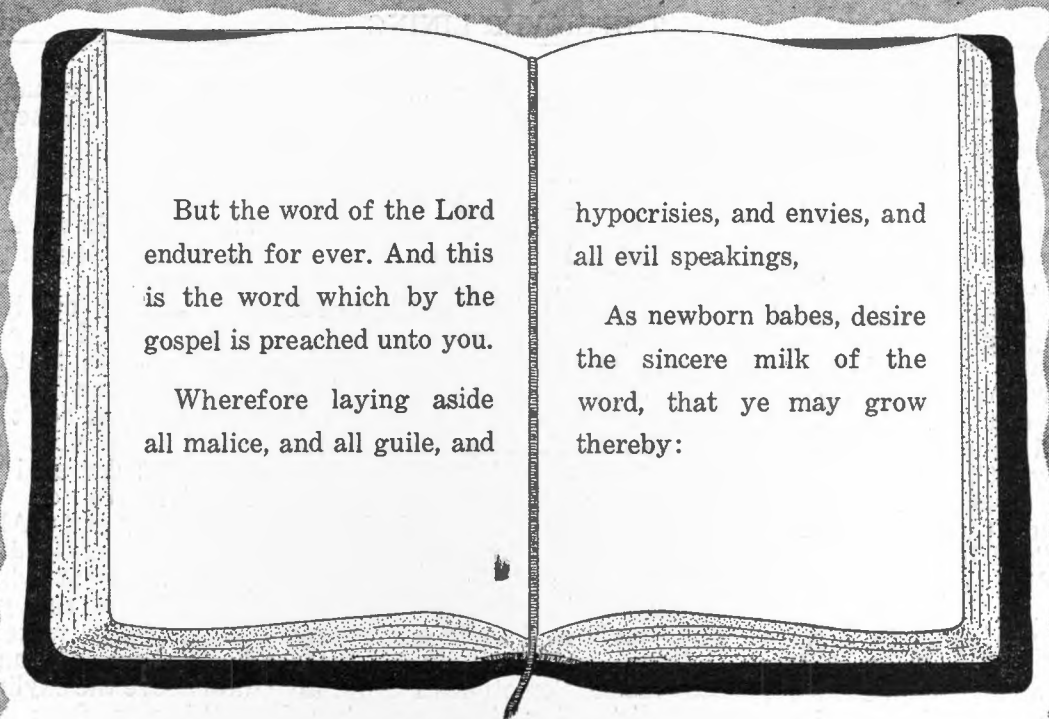 But the word of the Lord
endureth for ever. And this
is the word which by the
gospel is preached unto you.
Wherefore laying aside
all malice, and all guile, and
hypocrisies, and envies, and
all evil speakings,
As newborn babes, desire
the sincere milk of the
word, that ye may grow
thereby: